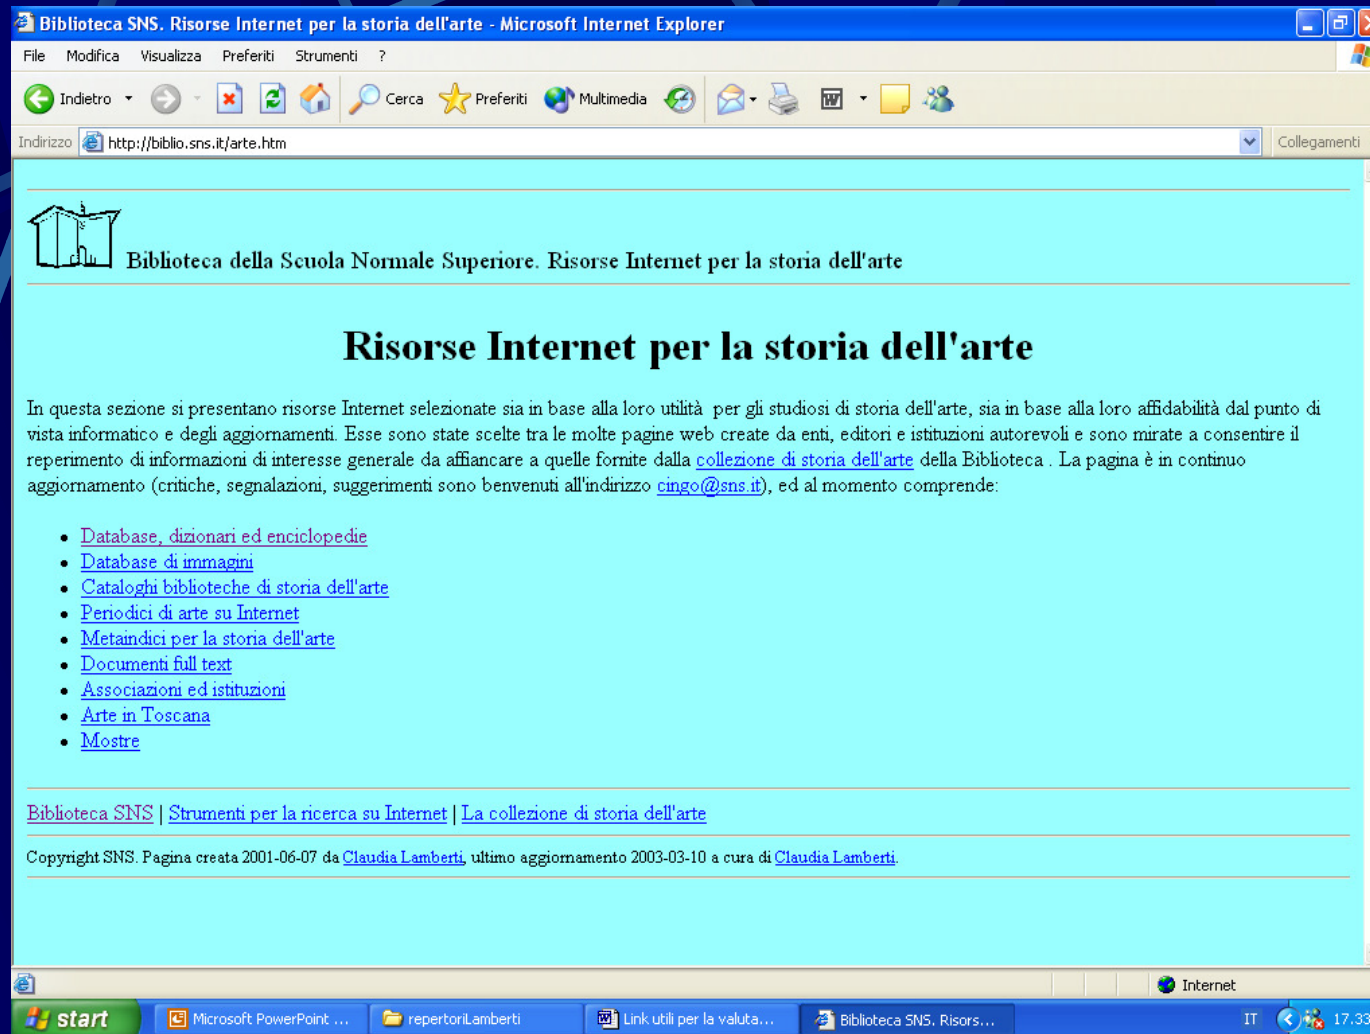 Biblioteca SNS. Risorse Internet per la storia dell'arte - Microsoft Internet Explorer
File Modifica Visualizza Preferiti Strumenti ?
Indietro Cerca Preferiti Multimedia
Indirizzo http://biblio.sns.it/arte.htm Collegamenti
Biblioteca della Scuola Normale Superiore. Risorse Internet per la storia dell'arte
Risorse Internet per la storia dell'arte
In questa sezione si presentano risorse Internet selezionate sia in base alla loro utilità per gli studiosi di storia dell'arte, sia in base alla loro affidabilità dal punto di
vista informatico e degli aggiornamenti. Esse sono state scelte tra le molte pagine web create da enti, editori e istituzioni autorevoli e sono mirate a consentire il
reperimento di informazioni di interesse generale da affiancare a quelle fornite dalla collezione di storia dell'arte della Biblioteca . La pagina è in continuo
aggiornamento (critiche, segnalazioni, suggerimenti sono benvenuti all'indirizzo cingo@sns.it), ed al momento comprende:
• Database, dizionari ed enciclopedie
• Database di immagini
• Cataloghi biblioteche di storia dell'arte
• Periodici di arte su Internet
• Metaindici per la storia dell'arte
• Documenti full text
• Associazioni ed istituzioni
• Arte in Toscana
• Mostre
Biblioteca SNS | Strumenti per la ricerca su Internet | La collezione di storia dell'arte
Copyright SNS. Pagina creata 2001-06-07 da Claudia Lamberti, ultimo aggiornamento 2003-03-10 a cura di Claudia Lamberti.
Internet
start Microsoft PowerPoint ... repertoriLamberti Link utili per la valuta... Biblioteca SNS. Risors... IT 17.33